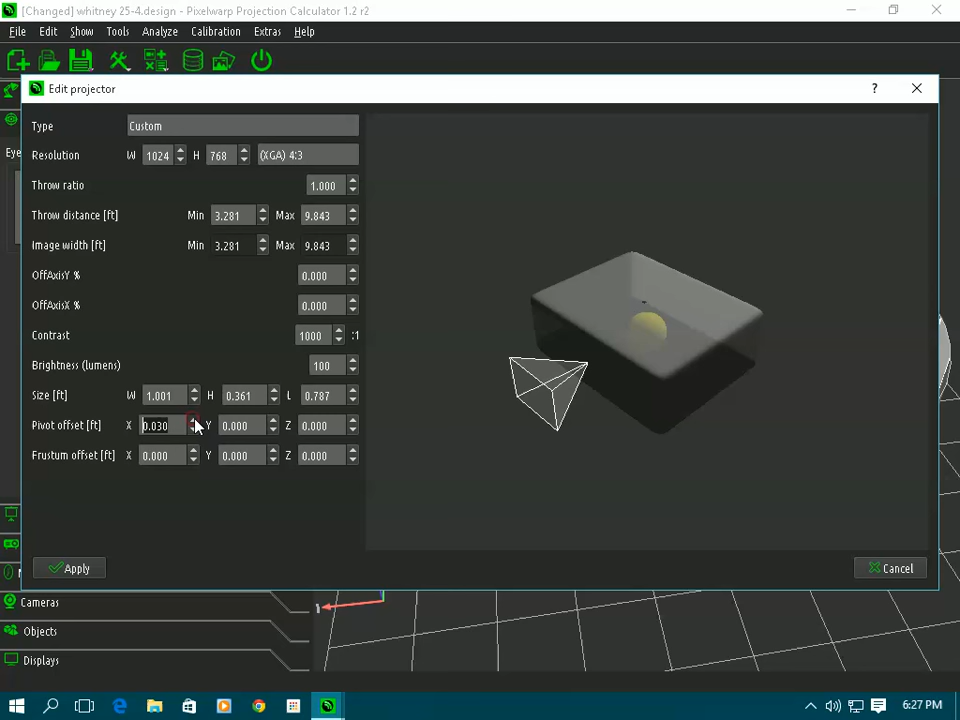 [Changed] whitney 25-4.design - Pixelwarp Projection Calculator 1.2 r2
File Edit Show Tools Analyze Calibration Extras Help
Edit projector ?
Type Custom
Resolution W 1024 H 768 (XGA) 4:3
Throw ratio 1.000
Throw distance [ft] Min 3.281 Max 9.843
Image width [ft] Min 3.281 Max 9.843
OffAxisY % 0.000
OffAxisX % 0.000
Contrast 1000 :1
Brightness (lumens) 100
Size [ft] W 1.001 H 0.361 L 0.787
Pivot offset [ft] X 0.030 Y 0.000 Z 0.000
Frustum offset [ft] X 0.000 Y 0.000 Z 0.000
Apply Cancel
Cameras
Objects
Displays
6:27 PM